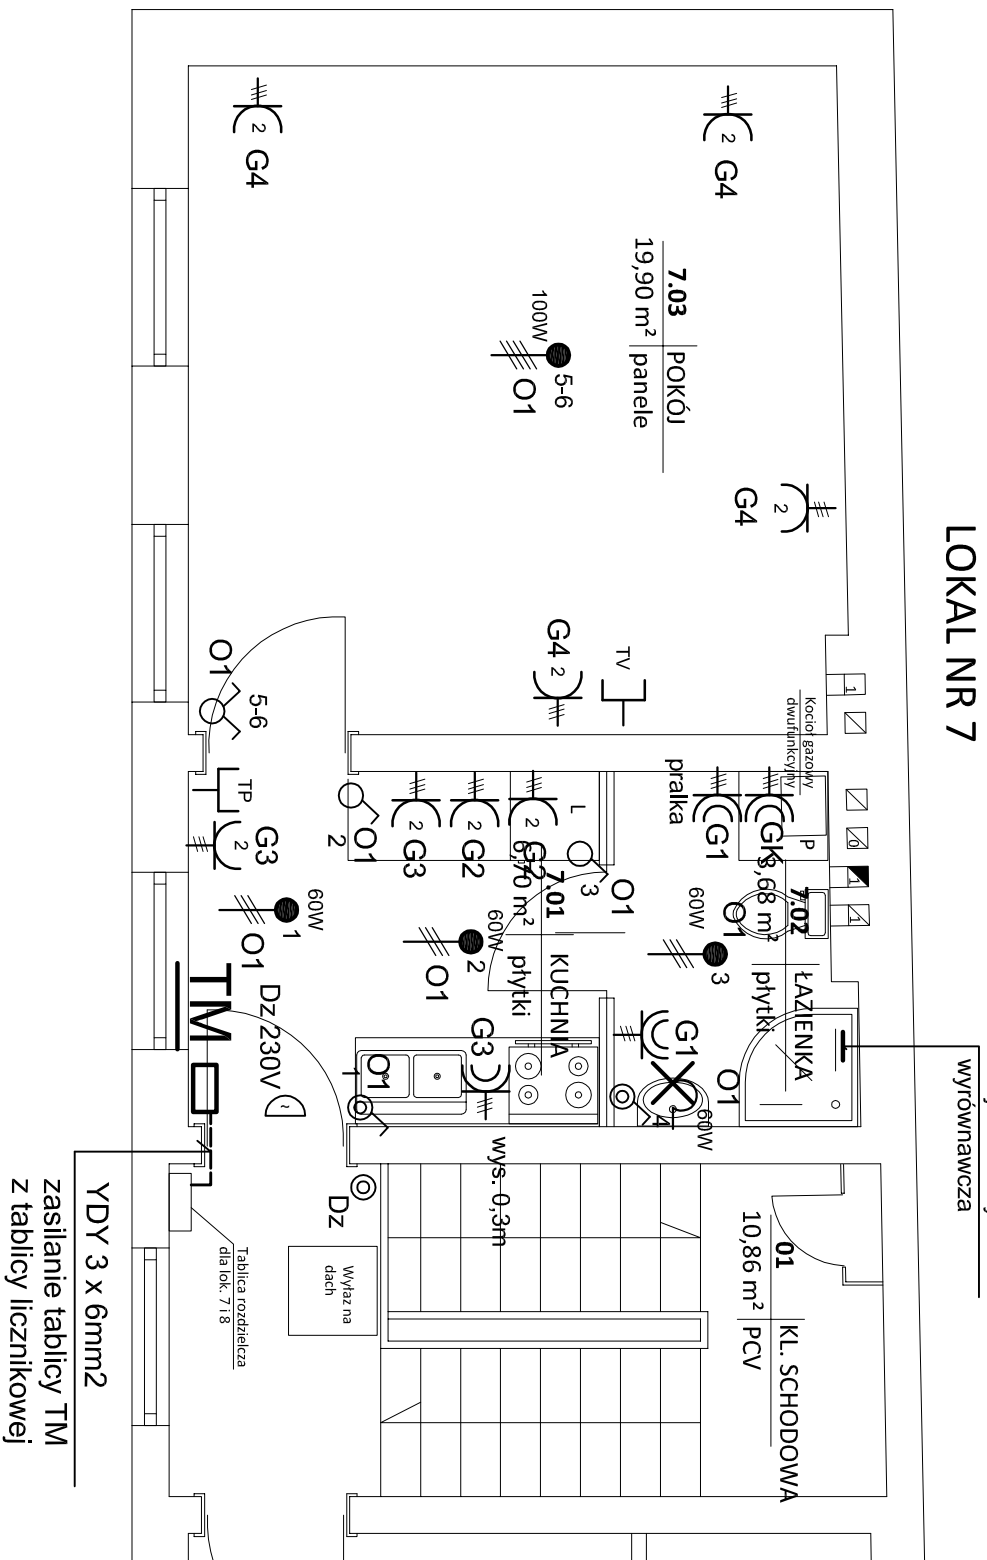 LOKAL NR 7
G4
2
G4
2
7.03
POKÓJ
19,90 m²
panele
100W
5-6
O1
G4
2
G4
2
TV
O1
5-6
Kocioł gazowy
dwufunkcyjny
1
0
1
1
pralka
P
L
G1
GK
G2
2
G2
2
G3
2
O1
2
O1
3
TP
G3
2
60W
1
O1
60W
2
O1
60W
3
O1
7.01
KUCHNIA
6,70 m²
płytki
7.02
ŁAZIENKA
3,68 m²
płytki
G1
O1
60W
4
G3
O1
1
TM
Dz 230V
~
wys. 0,3m
Dz
wyrównawcza
01
KL. SCHODOWA
10,86 m²
PCV
Wyłaz na
dach
Tablica rozdzielcza
dla lok. 7 i 8
YDY 3 x 6mm2
zasilanie tablicy TM
z tablicy licznikowej